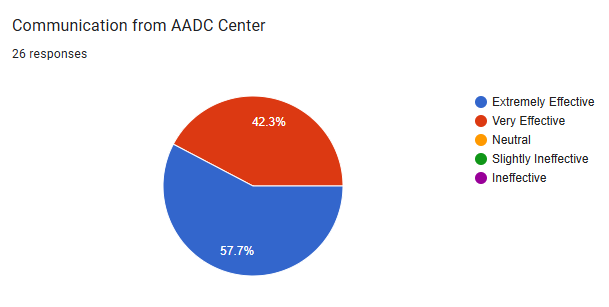 Communication from AADC Center
26 responses
42.3%
57.7%
Extremely Effective
Very Effective
Neutral
Slightly Ineffective
Ineffective